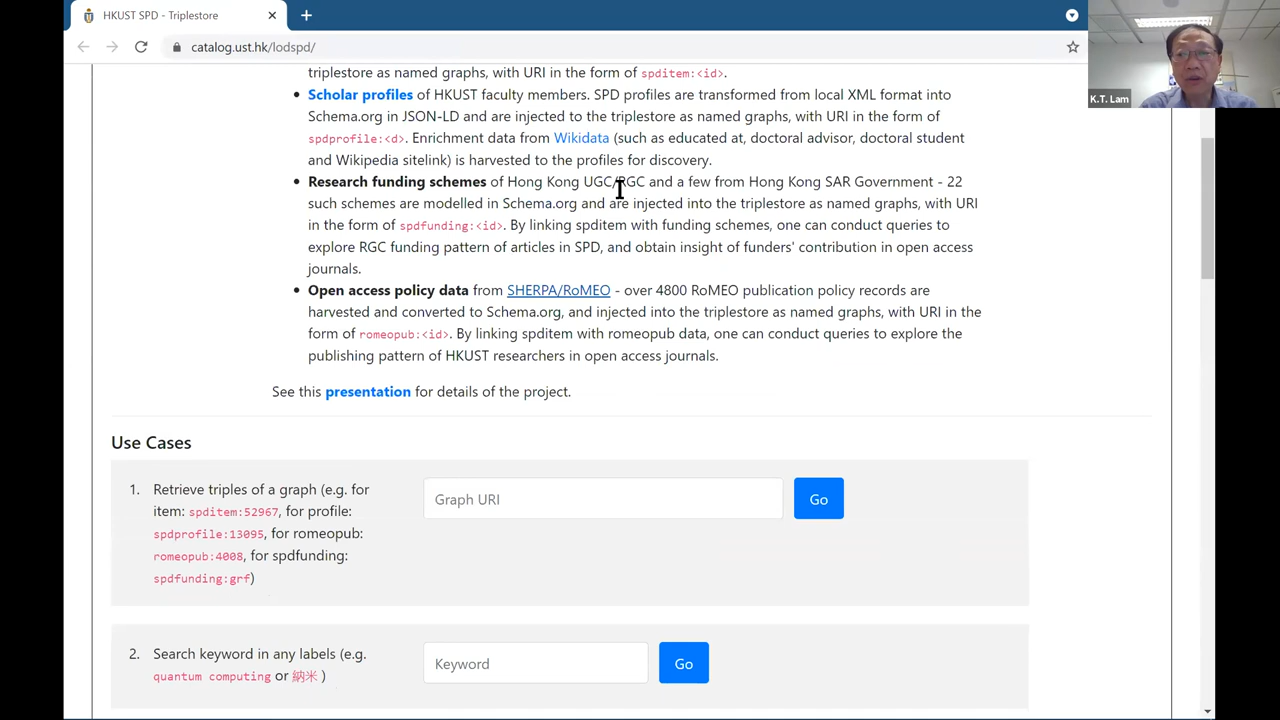 HKUST SPD - Triplestore
catalog.ust.hk/lodspd/
K.T. Lam
triplestore as named graphs, with URI in the form of spditem:<id>.
Scholar profiles of HKUST faculty members. SPD profiles are transformed from local XML format into
Schema.org in JSON-LD and are injected to the triplestore as named graphs, with URI in the form of
spdprofile:<d>. Enrichment data from Wikidata (such as educated at, doctoral advisor, doctoral student
and Wikipedia sitelink) is harvested to the profiles for discovery.
Research funding schemes of Hong Kong UGC/RGC and a few from Hong Kong SAR Government - 22
such schemes are modelled in Schema.org and are injected into the triplestore as named graphs, with URI
in the form of spdfunding:<id>. By linking spditem with funding schemes, one can conduct queries to
explore RGC funding pattern of articles in SPD, and obtain insight of funders' contribution in open access
journals.
Open access policy data from SHERPA/RoMEO - over 4800 RoMEO publication policy records are
harvested and converted to Schema.org, and injected into the triplestore as named graphs, with URI in the
form of romeopub:<id>. By linking spditem with romeopub data, one can conduct queries to explore the
publishing pattern of HKUST researchers in open access journals.
See this presentation for details of the project.
Use Cases
1. Retrieve triples of a graph (e.g. for
item: spditem:52967, for profile:
spdprofile:13095, for romeopub:
romeopub:4008, for spdfunding:
spdfunding:grf)
Graph URI
Go
2. Search keyword in any labels (e.g.
quantum computing or 納米 )
Keyword
Go